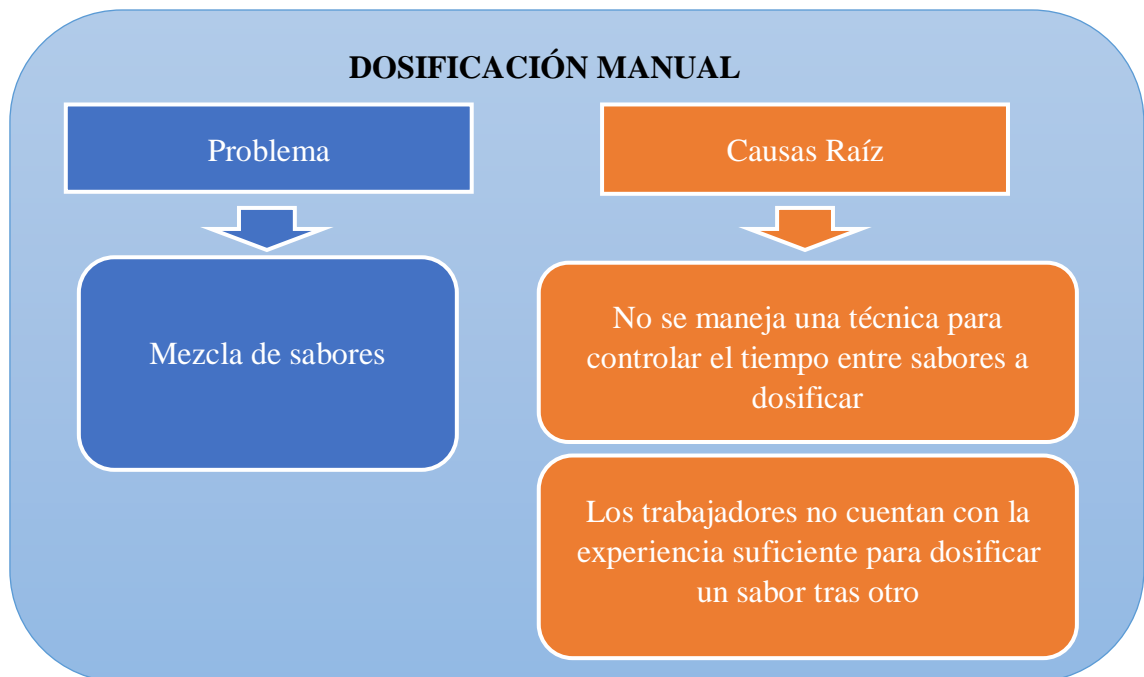 DOSIFICACIÓN MANUAL
Problema
Causas Raíz
Mezcla de sabores
No se maneja una técnica para
controlar el tiempo entre sabores a
dosificar
Los trabajadores no cuentan con la
experiencia suficiente para dosificar
un sabor tras otro